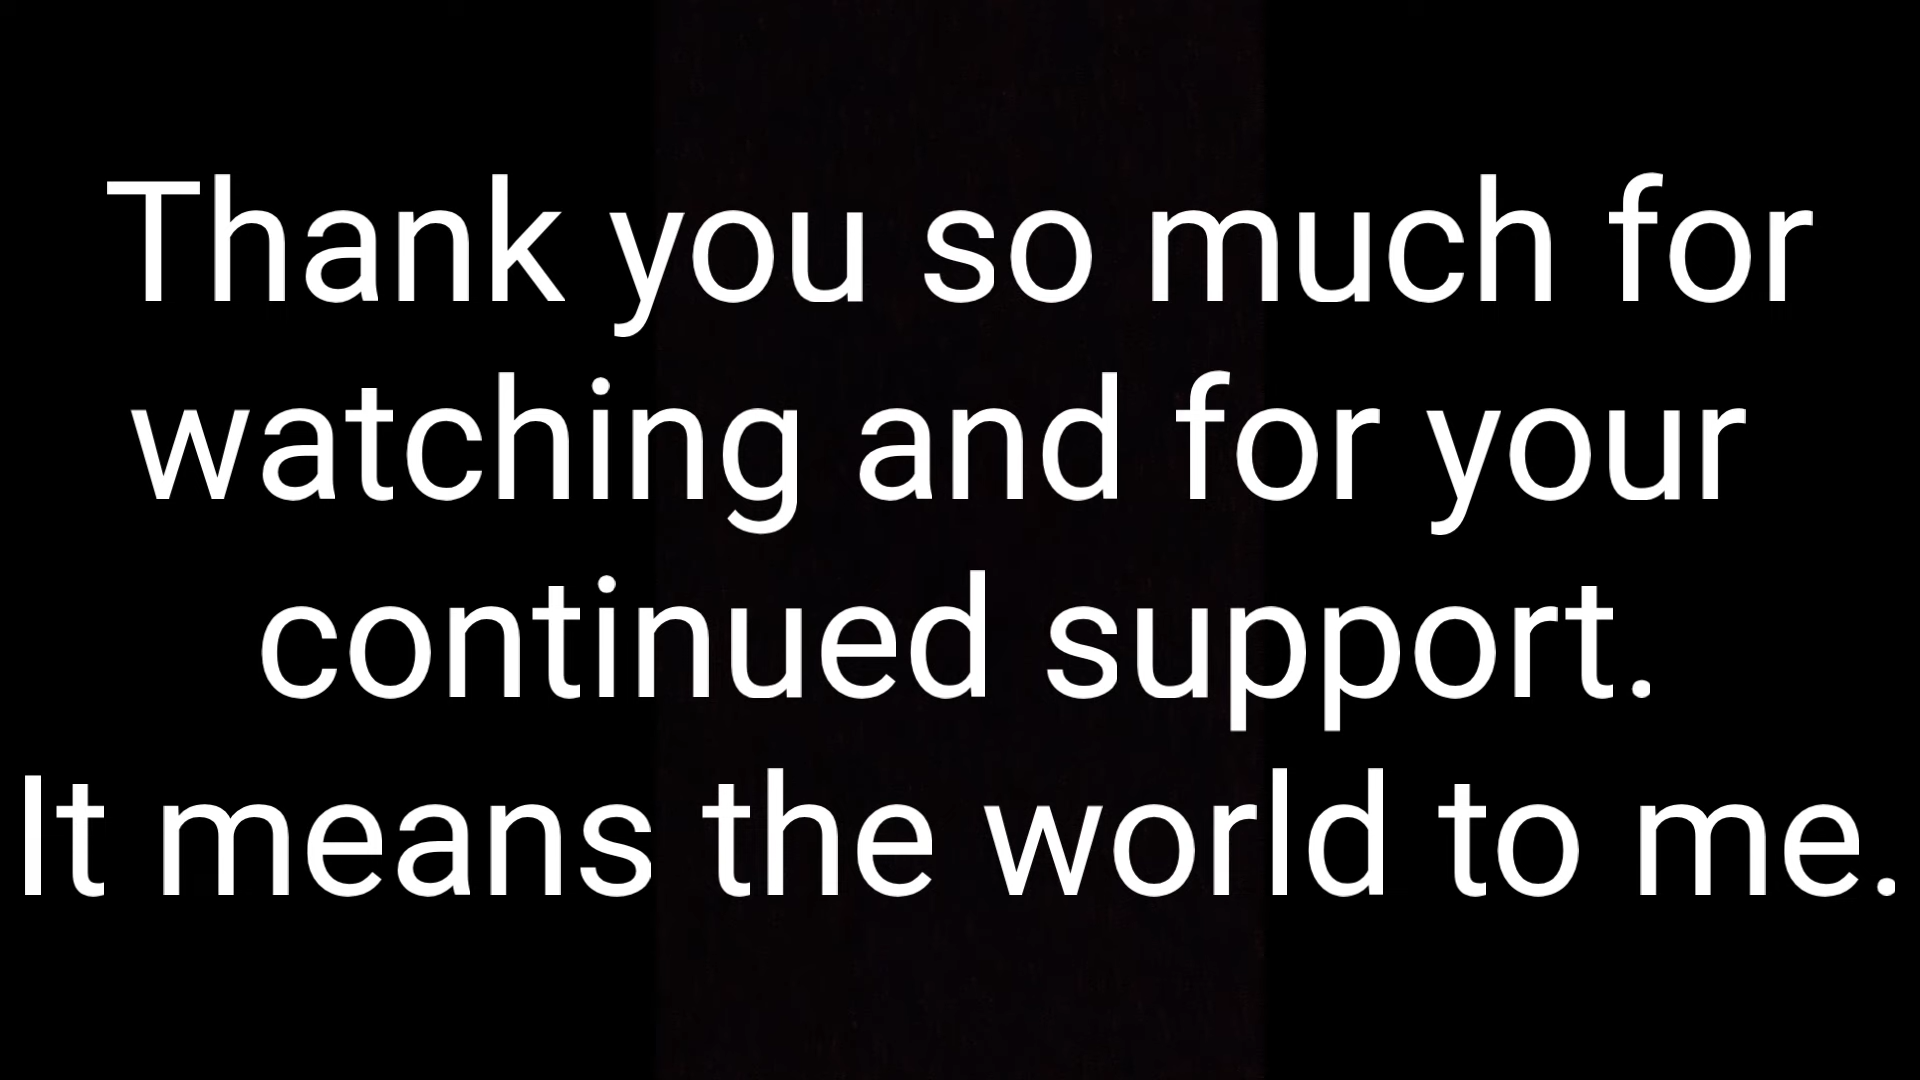 Thank you so much for
watching and for your
continued support.
It means the world to me.